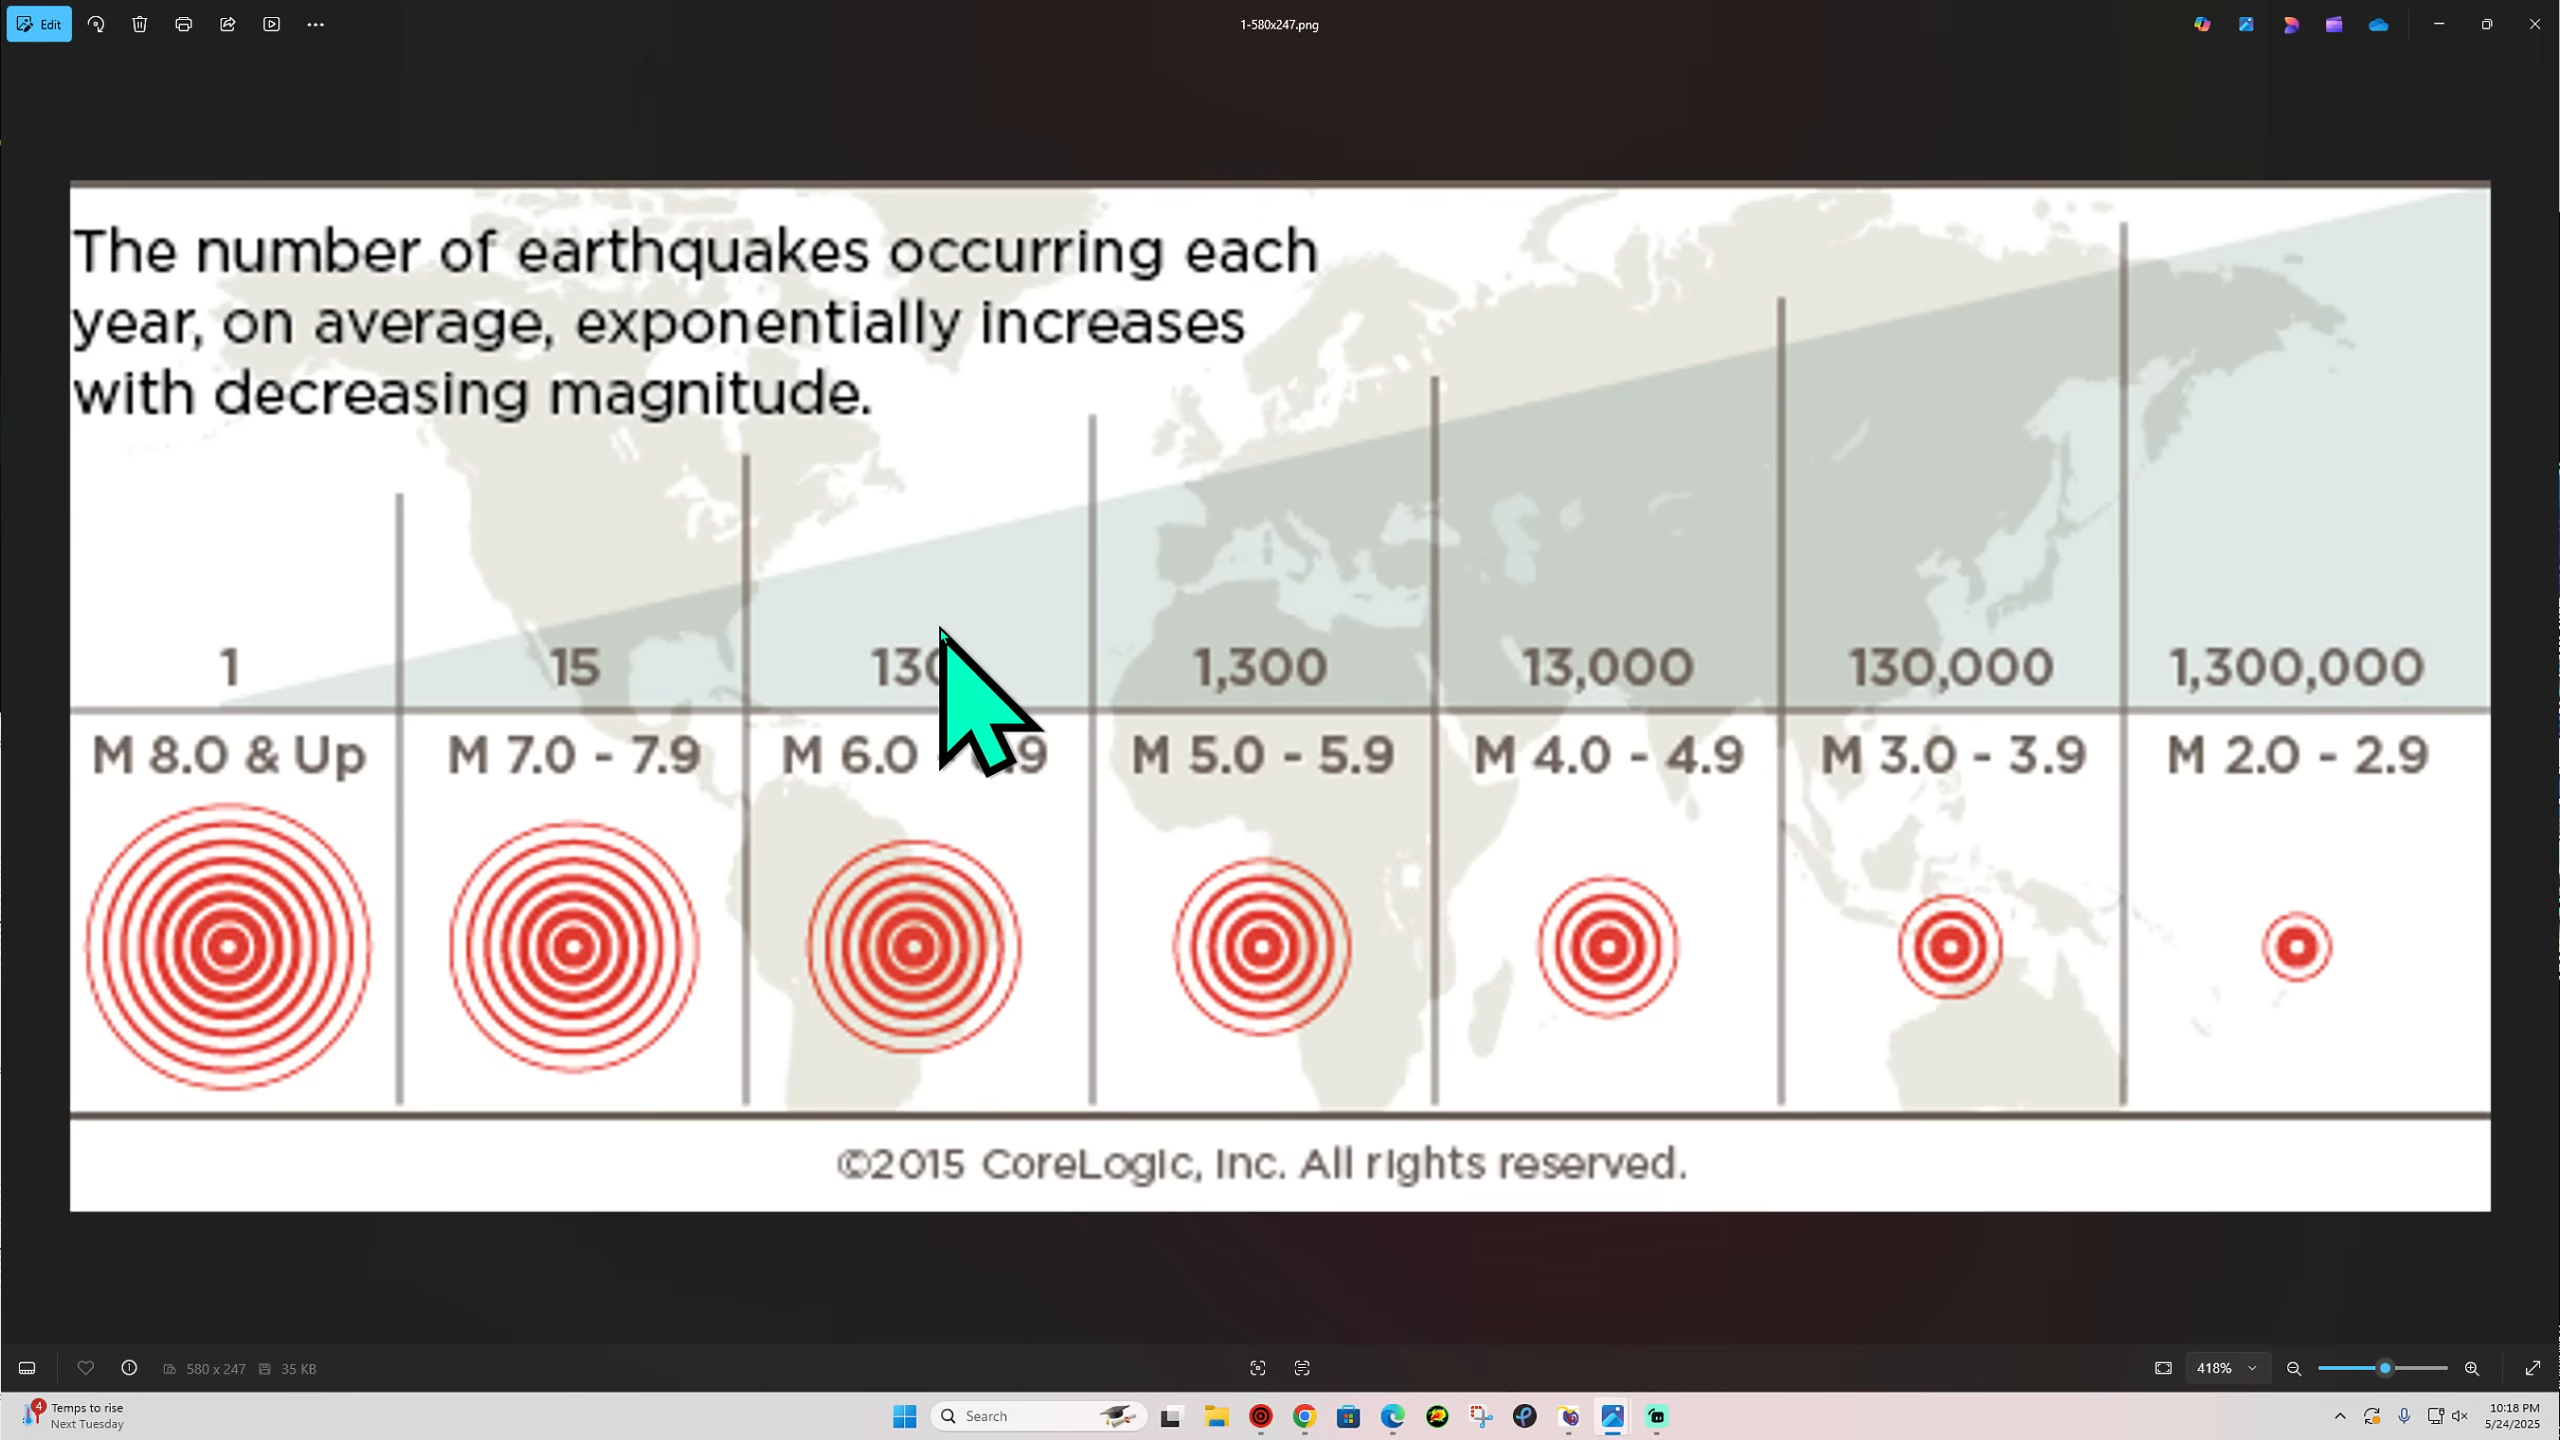 Edit
1-580x247.png
The number of earthquakes occurring each
year, on average, exponentially increases
with decreasing magnitude.
1 15 1,300 13,000 130,000 1,300,000
M 8.0 & Up M 7.0 - 7.9 M 6.0 M 5.0 - 5.9 M 4.0 - 4.9 M 3.0 - 3.9 M 2.0 - 2.9
©2015 CoreLogic, Inc. All rights reserved.
580 x 247 35 KB 418%
4
Temps to rise
Next Tuesday
Search
10:18 PM
5/24/2025